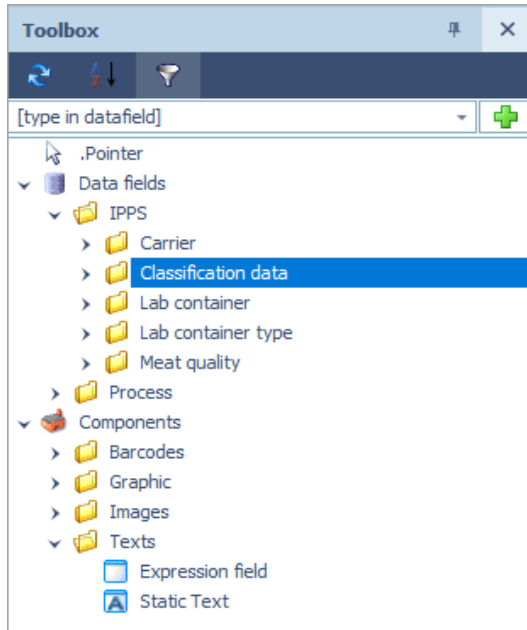 Toolbox
[type in datafield]
.Pointer
Data fields
IPPS
Carrier
Classification data
Lab container
Lab container type
Meat quality
Process
Components
Barcodes
Graphic
Images
Texts
Expression field
A Static Text